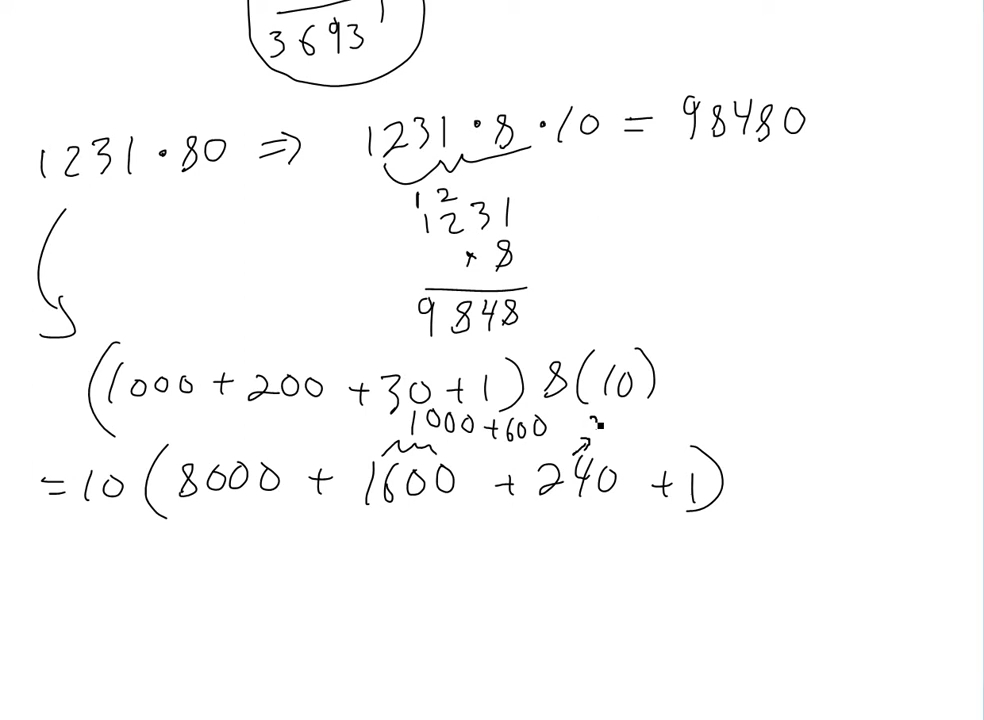 3693
1231 · 80 ⇒ 1231 · 8 · 10 = 98480
1 2
1231
× 8
9848
(1000 + 200 + 30 + 1) 8(10)
1000 + 600
= 10 (8000 + 1600 + 240 + 1)